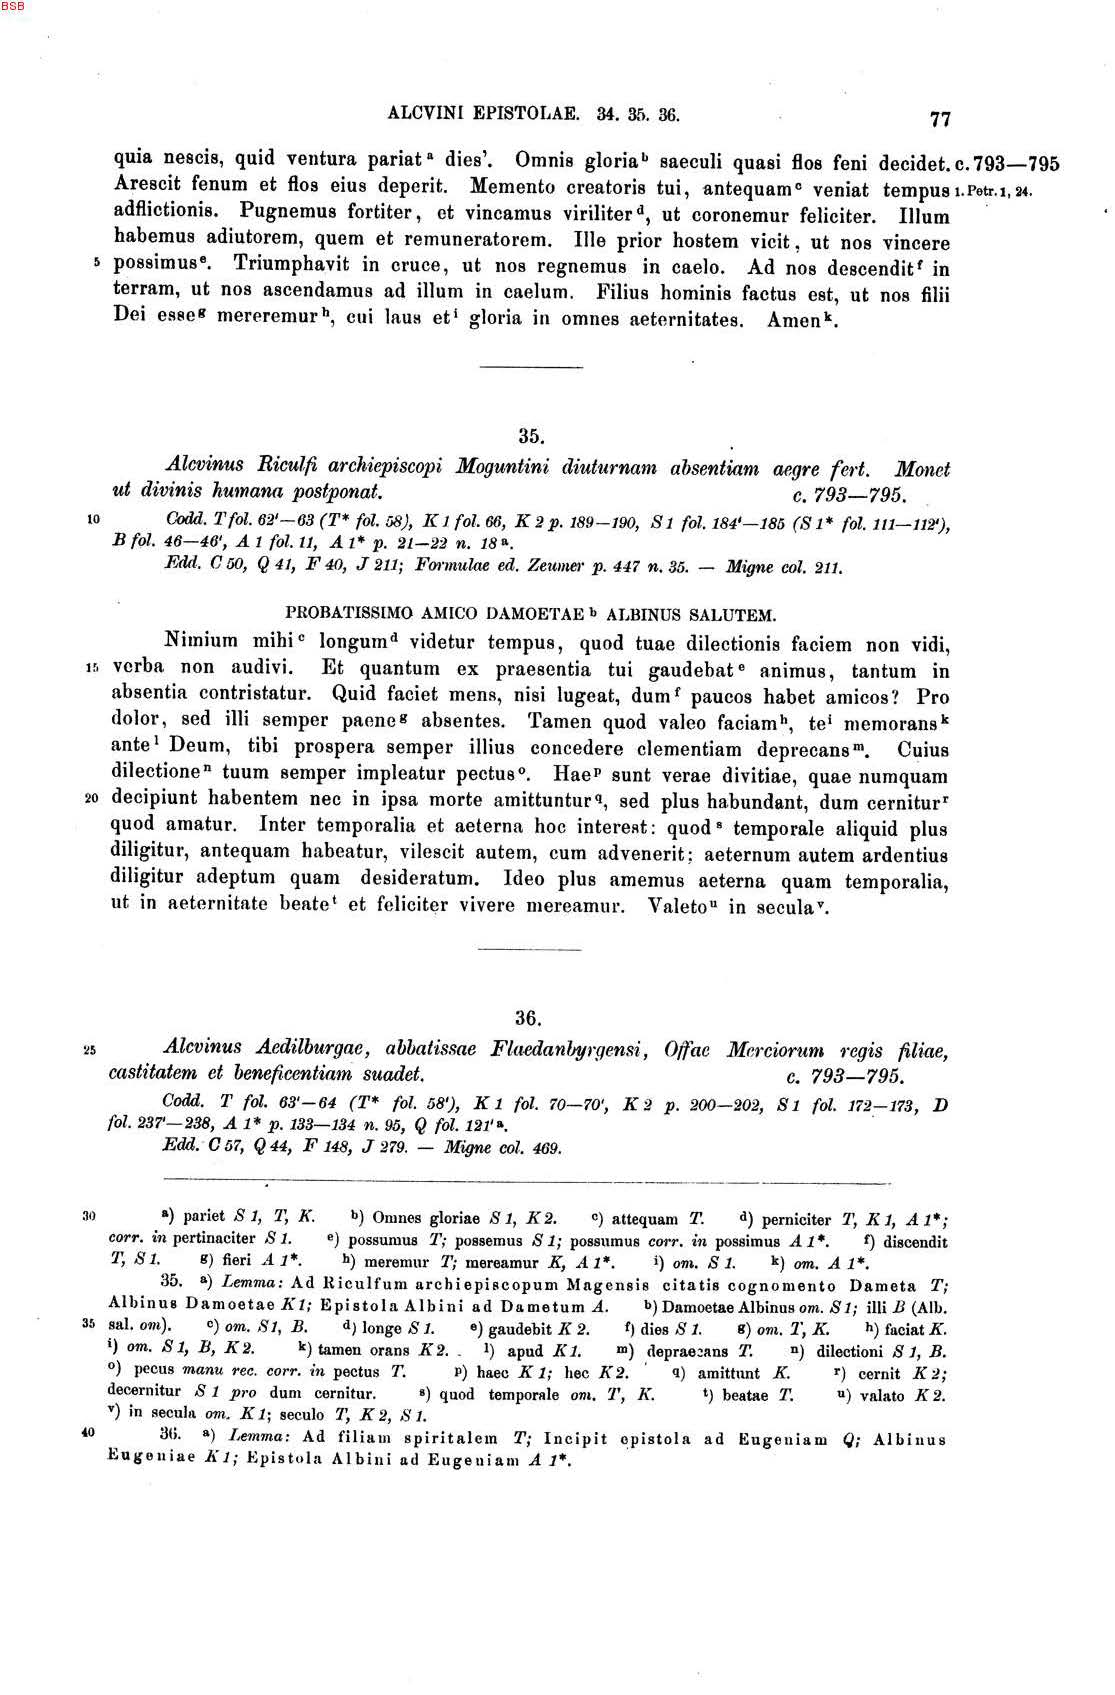 BSB
ALCVINI EPISTOLAE. 34. 35. 36. 77
quia nescis, quid ventura pariat a dies'. Omnis gloria b saeculi quasi flos feni decidet. c. 793—795
Arescit fenum et flos eius deperit. Memento creatoris tui, antequam c veniat tempus 1. Petr. 1, 24.
adflictionis. Pugnemus fortiter, et vincamus viriliter d, ut coronemur feliciter. Illum
habemus adiutorem, quem et remuneratorem. Ille prior hostem vicit, ut nos vincere
5 possimus e. Triumphavit in cruce, ut nos regnemus in caelo. Ad nos descendit f in
terram, ut nos ascendamus ad illum in caelum. Filius hominis factus est, ut nos filii
Dei esse g mereremur h, cui laus et i gloria in omnes aeternitates. Amen k.
35.
Alcvinus Riculfi archiepiscopi Moguntini diuturnam absentiam aegre fert. Monet
ut divinis humana postponat. c. 793—795.
10 Codd. T fol. 62'—63 (T* fol. 58), K 1 fol. 66, K 2 p. 189—190, S 1 fol. 184'—185 (S 1* fol. 111—112'),
B fol. 46—46', A 1 fol. 11, A 1* p. 21—22 n. 18 a.
Edd. C 50, Q 41, F 40, J 211; Formulae ed. Zeumer p. 447 n. 35. — Migne col. 211.
PROBATISSIMO AMICO DAMOETAE b ALBINUS SALUTEM.
Nimium mihi c longum d videtur tempus, quod tuae dilectionis faciem non vidi,
15 verba non audivi. Et quantum ex praesentia tui gaudebat e animus, tantum in
absentia contristatur. Quid faciet mens, nisi lugeat, dum f paucos habet amicos? Pro
dolor, sed illi semper paene g absentes. Tamen quod valeo faciam h, te i memorans k
ante l Deum, tibi prospera semper illius concedere clementiam deprecans m. Cuius
dilectione n tuum semper impleatur pectus o. Hae p sunt verae divitiae, quae numquam
20 decipiunt habentem nec in ipsa morte amittuntur q, sed plus habundant, dum cernitur r
quod amatur. Inter temporalia et aeterna hoc interest: quod s temporale aliquid plus
diligitur, antequam habeatur, vilescit autem, cum advenerit; aeternum autem ardentius
diligitur adeptum quam desideratum. Ideo plus amemus aeterna quam temporalia,
ut in aeternitate beate t et feliciter vivere mereamur. Valeto u in secula v.
36.
25 Alcvinus Aedilburgae, abbatissae Flaedanbyrgensi, Offae Merciorum regis filiae,
castitatem et beneficentiam suadet. c. 793—795.
Codd. T fol. 63'—64 (T* fol. 58'), K 1 fol. 70—70', K 2 p. 200—202, S 1 fol. 172—173, D
fol. 237'—238, A 1* p. 133—134 n. 95, Q fol. 121' a.
Edd. C 57, Q 44, F 148, J 279. — Migne col. 469.
30 a) pariet S 1, T, K. b) Omnes gloriae S 1, K 2. c) attequam T. d) perniciter T, K 1, A 1*;
corr. in pertinaciter S 1. e) possumus T; possemus S 1; possumus corr. in possimus A 1*. f) discendit
T, S 1. g) fieri A 1*. h) meremur T; mereamur K, A 1*. i) om. S 1. k) om. A 1*.
35. a) Lemma: Ad Riculfum archiepiscopum Magensis citatis cognomento Dameta T;
Albinus Damoetae K 1; Epistola Albini ad Dametum A. b) Damoetae Albinus om. S 1; illi B (Alb.
35 sal. om). c) om. S 1, B. d) longe S 1. e) gaudebit K 2. f) dies S 1. g) om. T, K. h) faciat K.
i) om. S 1, B, K 2. k) tamen orans K 2. l) apud K 1. m) depraecans T. n) dilectioni S 1, B.
o) pecus manu rec. corr. in pectus T. p) haec K 1; hec K 2. q) amittunt K. r) cernit K 2;
decernitur S 1 pro dum cernitur. s) quod temporale om. T, K. t) beatae T. u) valato K 2.
v) in secula om. K 1; seculo T, K 2, S 1.
40 36. a) Lemma: Ad filiam spiritalem T; Incipit epistola ad Eugeniam Q; Albinus
Eugeniae K 1; Epistola Albini ad Eugeniam A 1*.